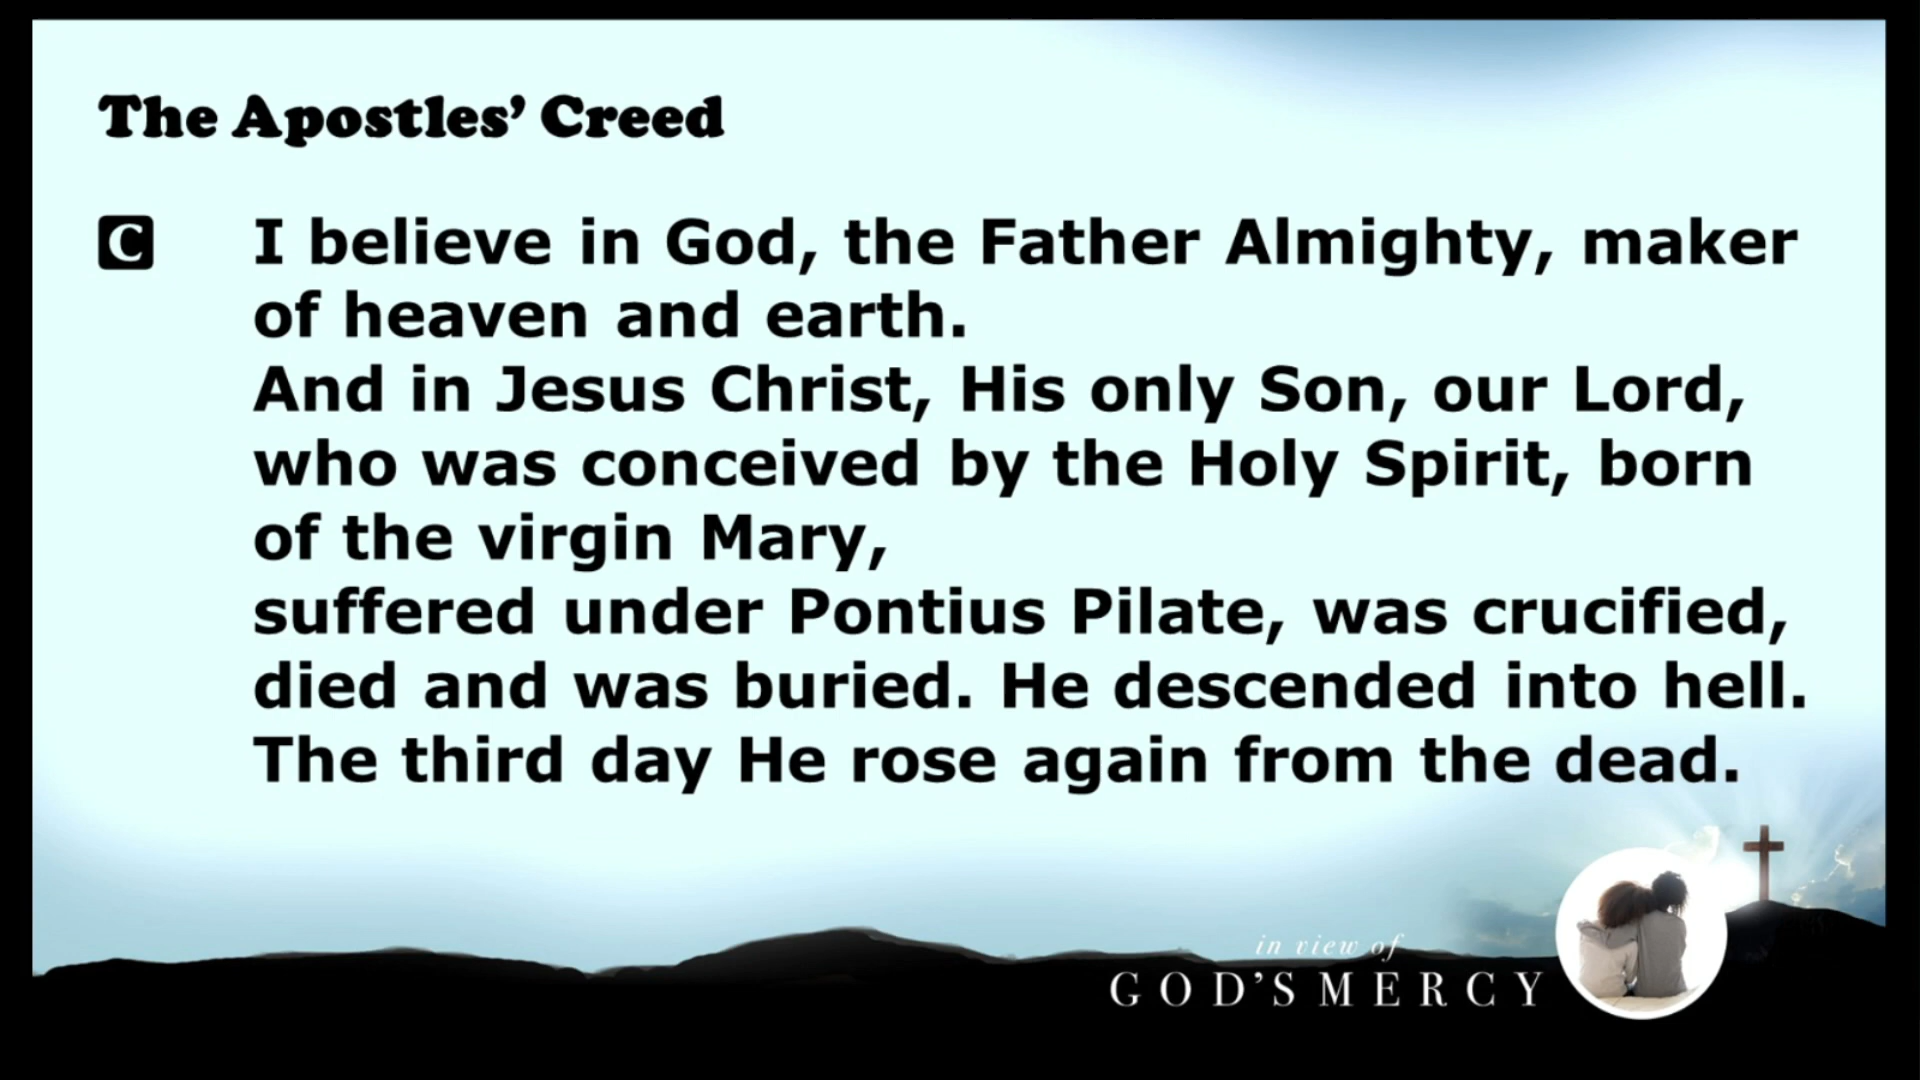 The Apostles’ Creed
C I believe in God, the Father Almighty, maker
of heaven and earth.
And in Jesus Christ, His only Son, our Lord,
who was conceived by the Holy Spirit, born
of the virgin Mary,
suffered under Pontius Pilate, was crucified,
died and was buried. He descended into hell.
The third day He rose again from the dead.
in view of
GOD’S MERCY